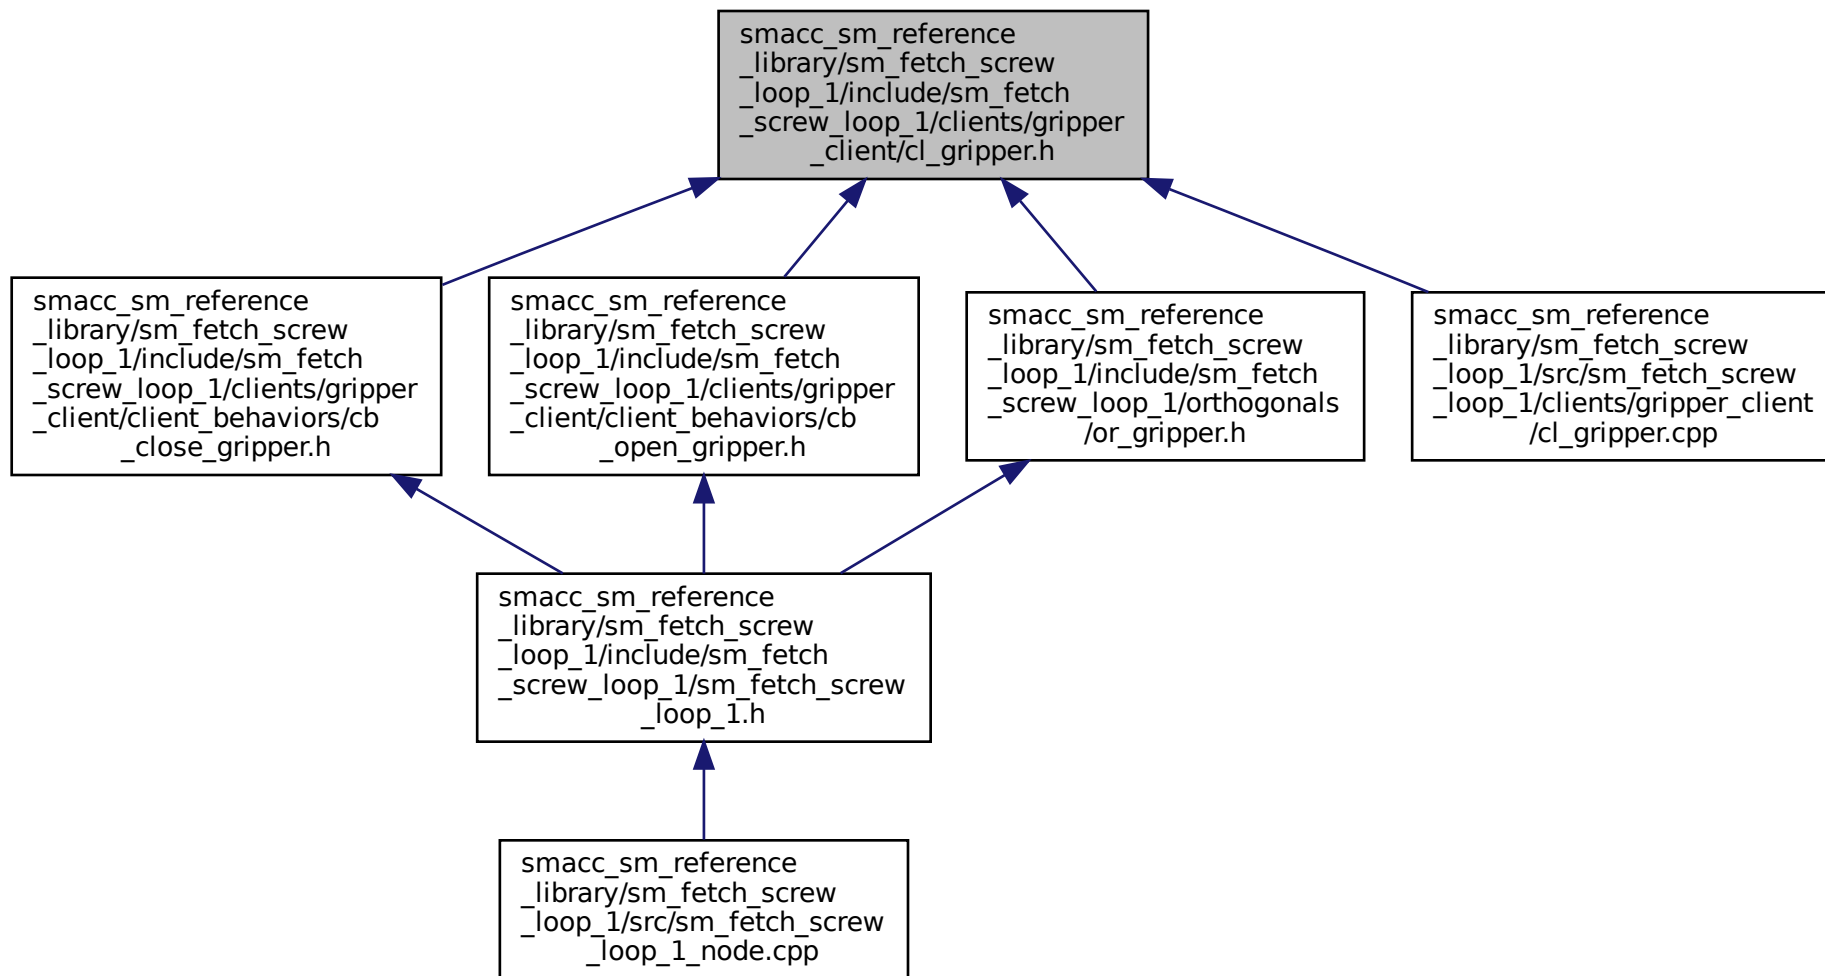 smacc_sm_reference
_library/sm_fetch_screw
_loop_1/include/sm_fetch
_screw_loop_1/clients/gripper
_client/cl_gripper.h
smacc_sm_reference
_library/sm_fetch_screw
_loop_1/include/sm_fetch
_screw_loop_1/clients/gripper
_client/client_behaviors/cb
_close_gripper.h
smacc_sm_reference
_library/sm_fetch_screw
_loop_1/include/sm_fetch
_screw_loop_1/clients/gripper
_client/client_behaviors/cb
_open_gripper.h
smacc_sm_reference
_library/sm_fetch_screw
_loop_1/include/sm_fetch
_screw_loop_1/orthogonals
/or_gripper.h
smacc_sm_reference
_library/sm_fetch_screw
_loop_1/src/sm_fetch_screw
_loop_1/clients/gripper_client
/cl_gripper.cpp
smacc_sm_reference
_library/sm_fetch_screw
_loop_1/include/sm_fetch
_screw_loop_1/sm_fetch_screw
_loop_1.h
smacc_sm_reference
_library/sm_fetch_screw
_loop_1/src/sm_fetch_screw
_loop_1_node.cpp